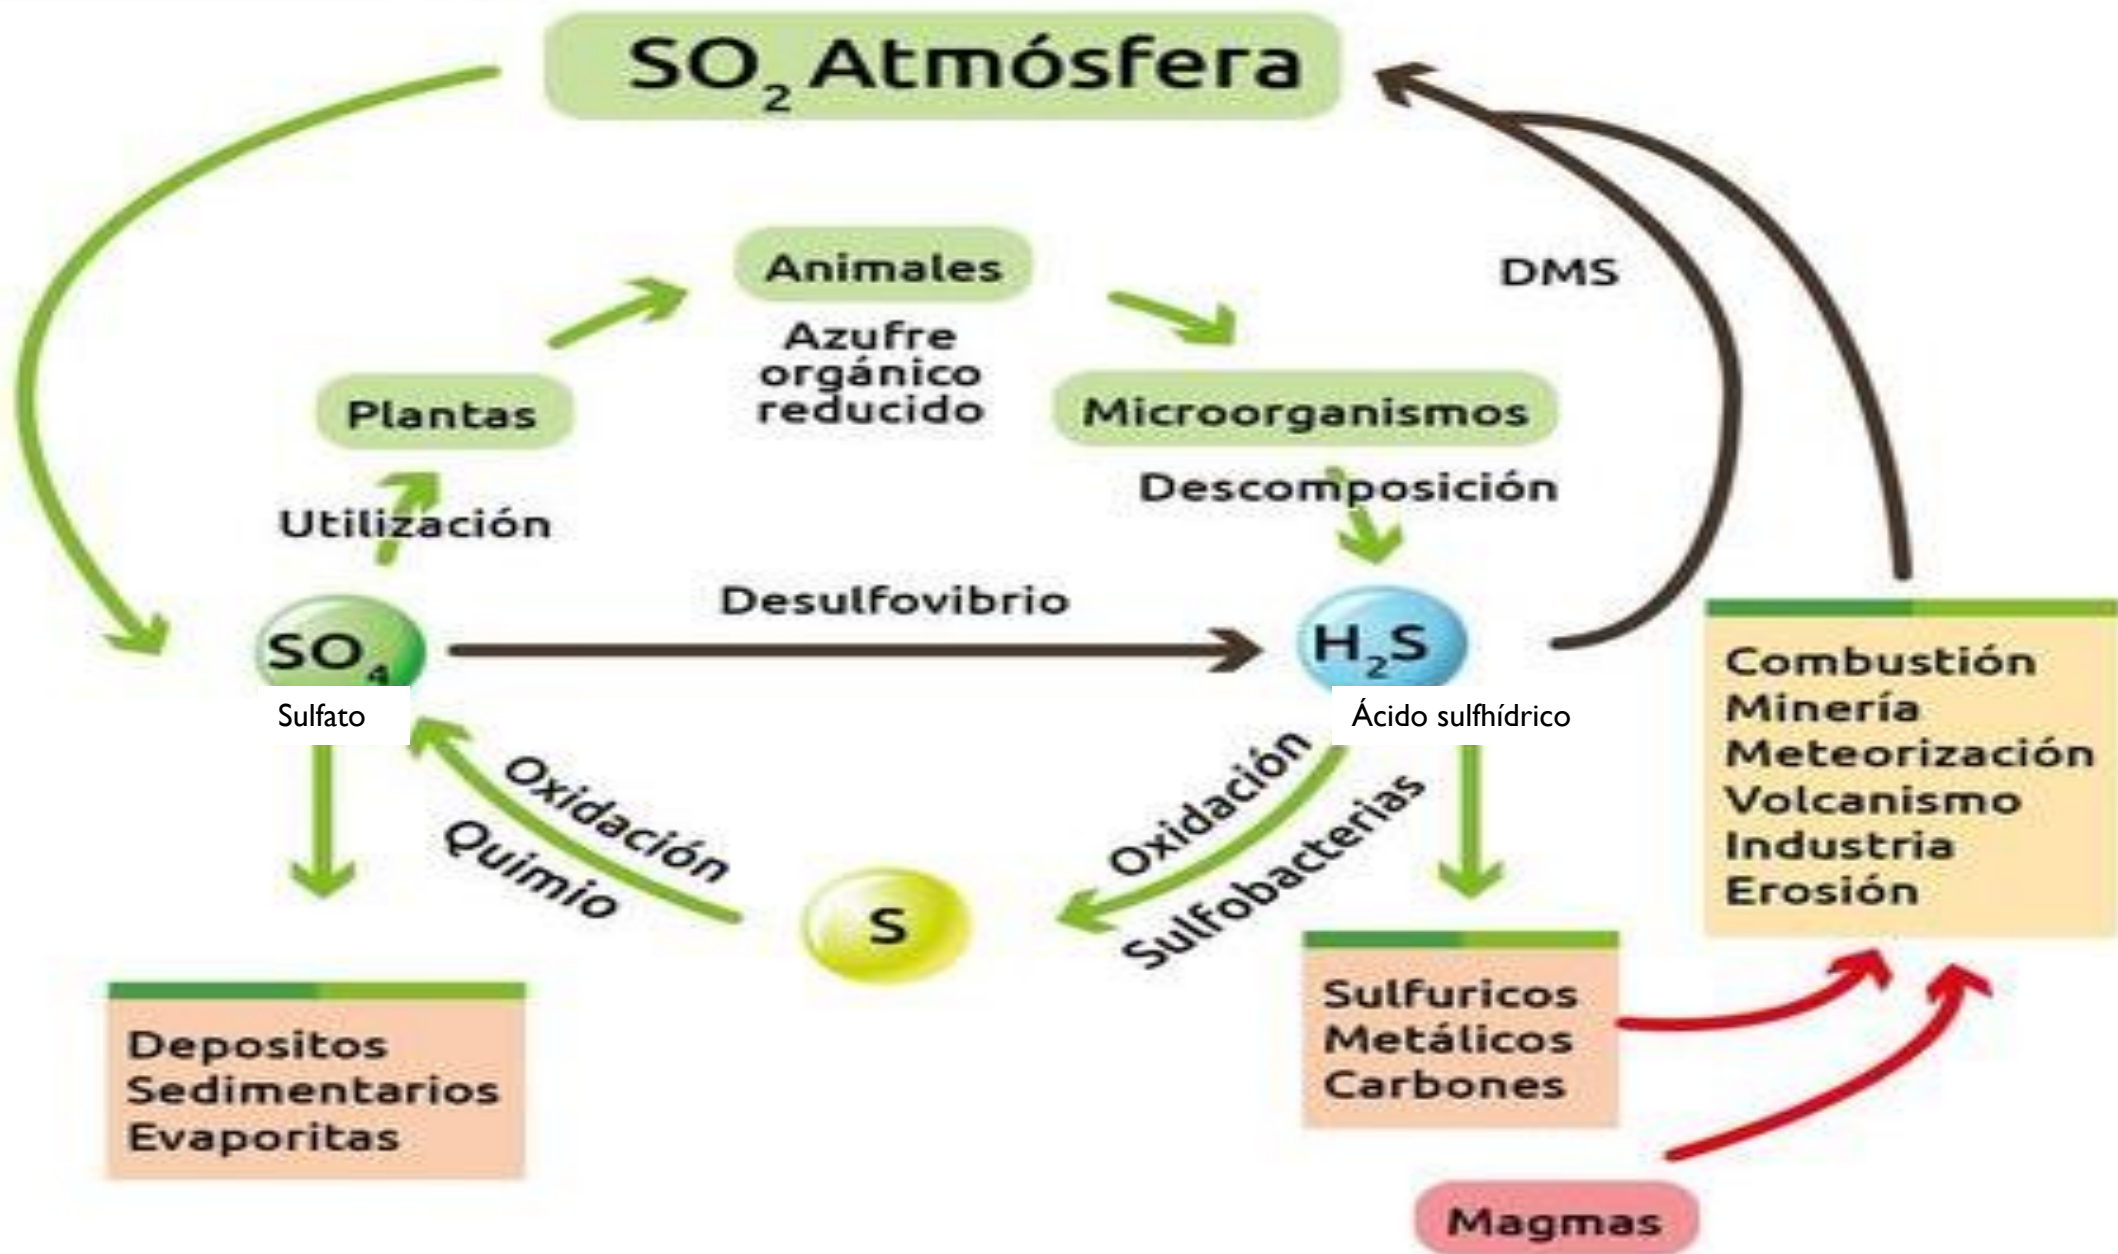 SO₂ Atmósfera
Animales
Azufre
orgánico
reducido
DMS
Plantas
Microorganismos
Utilización
Descomposición
SO₄
Sulfato
Desulfovibrio
H₂S
Ácido sulfhídrico
Oxidación
Quimio
S
Oxidación
Sulfobacterias
Combustión
Minería
Meteorización
Volcanismo
Industria
Erosión
Depositos
Sedimentarios
Evaporitas
Sulfuricos
Metálicos
Carbones
Magmas